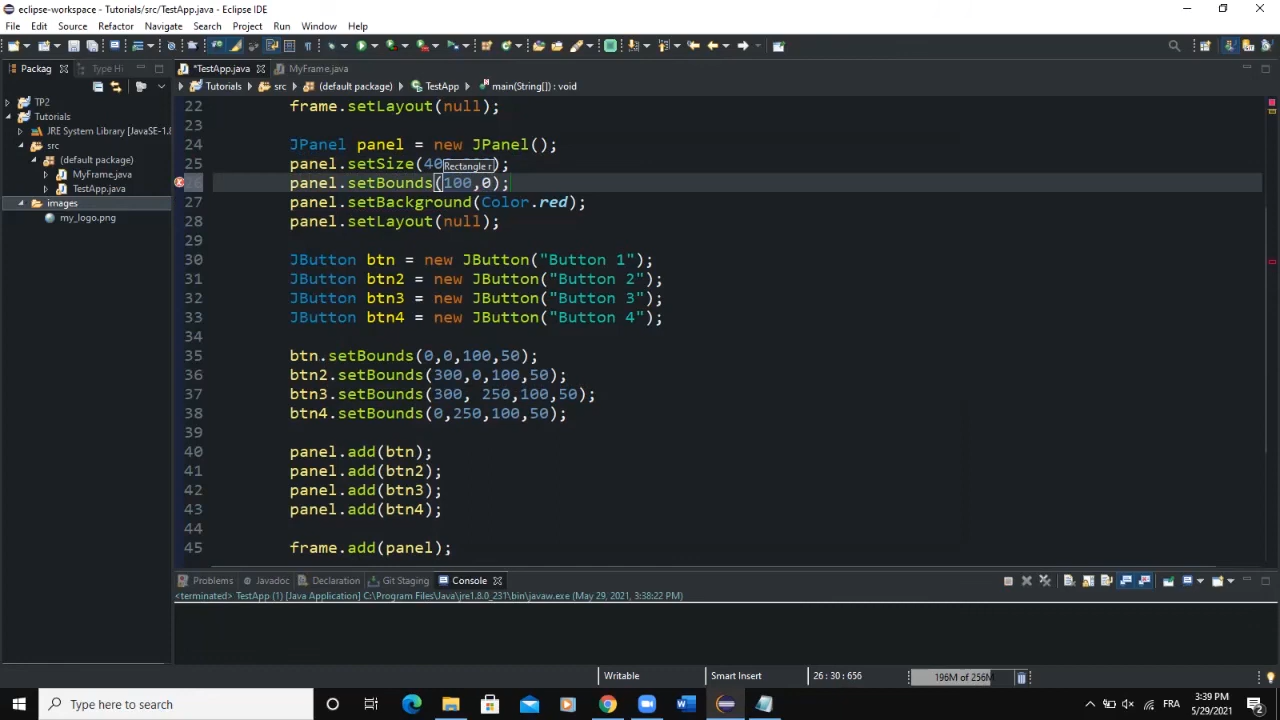 eclipse-workspace - Tutorials/src/TestApp.java - Eclipse IDE
File Edit Source Refactor Navigate Search Project Run Window Help
Packag Type Hi *TestApp.java MyFrame.java
Tutorials src (default package) TestApp main(String[]) : void
TP2
Tutorials
JRE System Library [JavaSE-1.8
src
(default package)
MyFrame.java
TestApp.java
images
my_logo.png
22 frame.setLayout(null);
23
24 JPanel panel = new JPanel();
25 panel.setSize(40 );
Rectangle r
26 panel.setBounds(100,0);
27 panel.setBackground(Color.red);
28 panel.setLayout(null);
29
30 JButton btn = new JButton("Button 1");
31 JButton btn2 = new JButton("Button 2");
32 JButton btn3 = new JButton("Button 3");
33 JButton btn4 = new JButton("Button 4");
34
35 btn.setBounds(0,0,100,50);
36 btn2.setBounds(300,0,100,50);
37 btn3.setBounds(300, 250,100,50);
38 btn4.setBounds(0,250,100,50);
39
40 panel.add(btn);
41 panel.add(btn2);
42 panel.add(btn3);
43 panel.add(btn4);
44
45 frame.add(panel);
Problems Javadoc Declaration Git Staging Console
<terminated> TestApp (1) [Java Application] C:\Program Files\Java\jre1.8.0_231\bin\javaw.exe (May 29, 2021, 3:38:22 PM)
Writable Smart Insert 26 : 30 : 656 196M of 256M
Type here to search
FRA
3:39 PM
5/29/2021
2